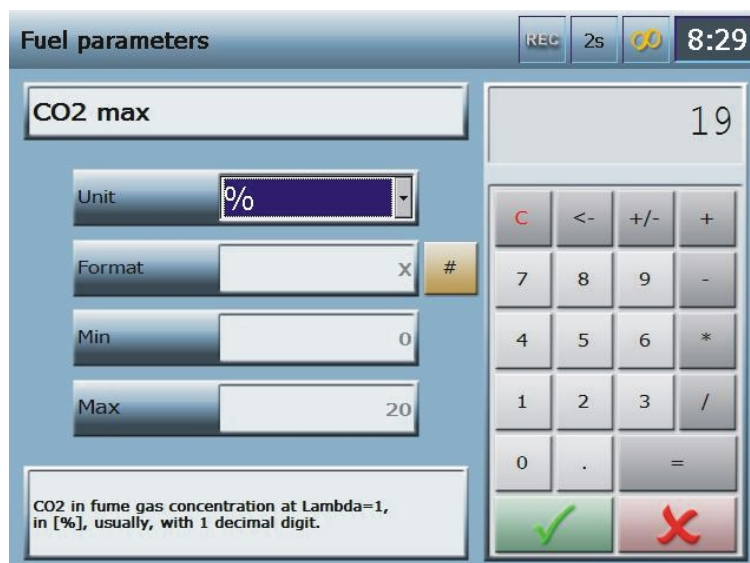 Fuel parameters
REC 2s 8:29
CO2 max
19
Unit %
C <- +/- +
Format X #
7 8 9 -
Min 0
4 5 6 *
Max 20
1 2 3 /
0 . =
CO2 in fume gas concentration at Lambda=1,
in [%], usually, with 1 decimal digit.